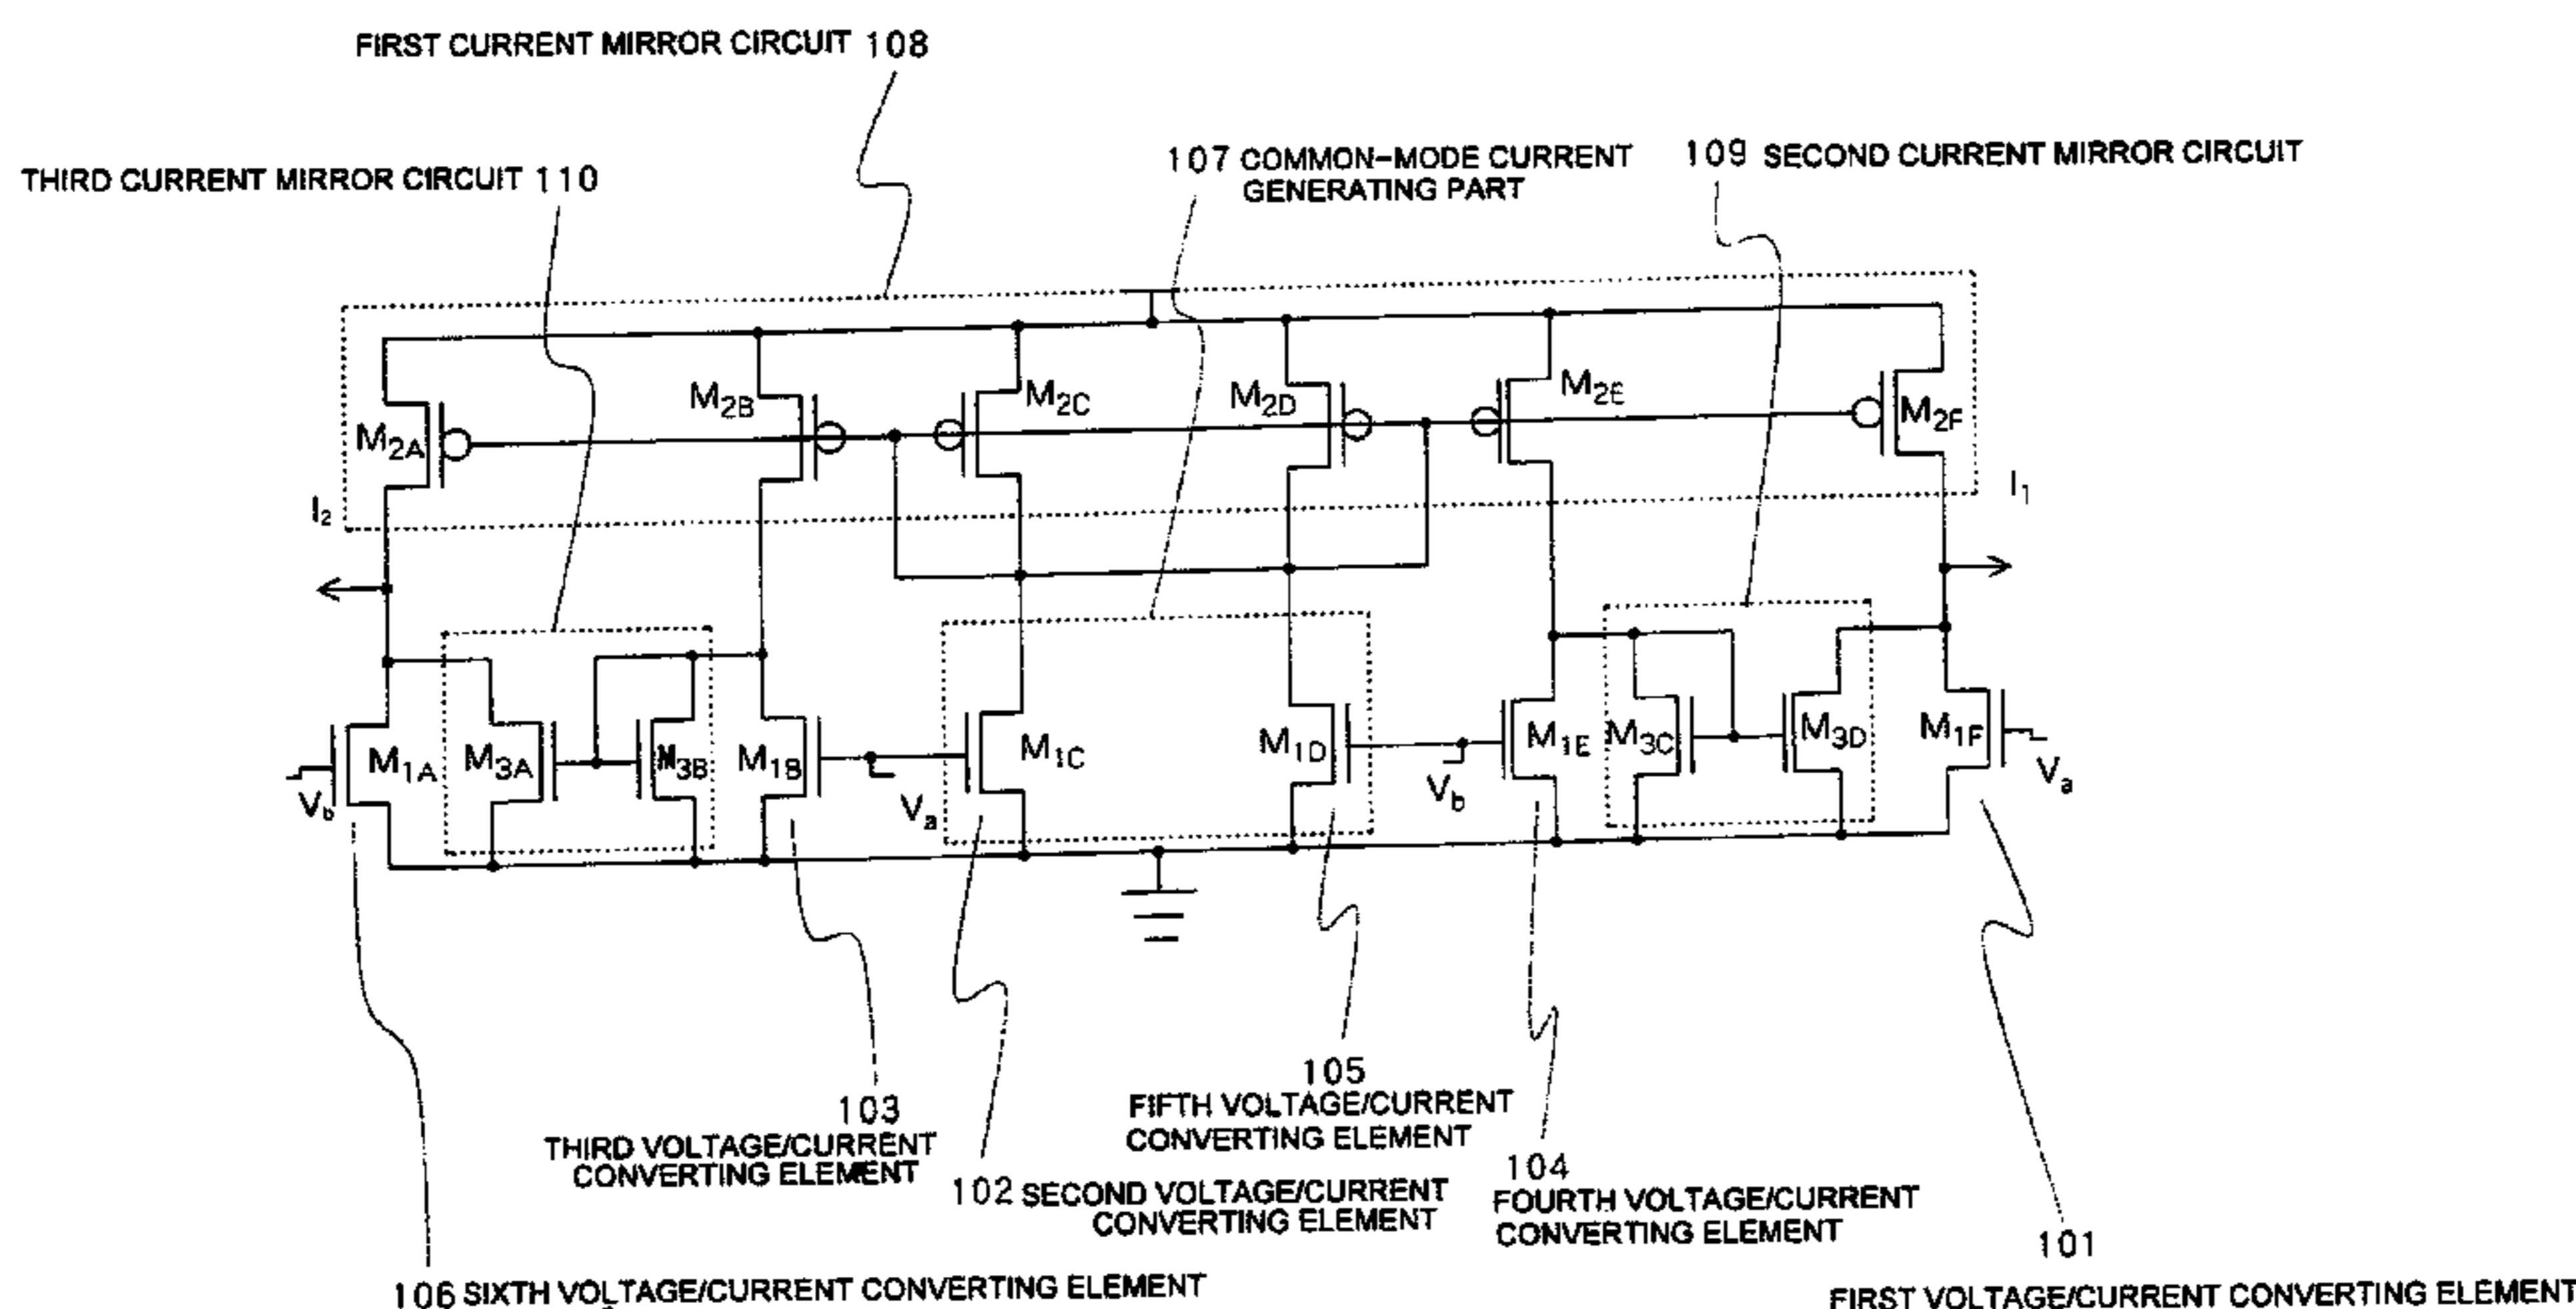 FIRST CURRENT MIRROR CIRCUIT 108
THIRD CURRENT MIRROR CIRCUIT 110
107 COMMON-MODE CURRENT
GENERATING PART
109 SECOND CURRENT MIRROR CIRCUIT
M2A
M2B
M2C
M2D
M2E
M2F
I2
I1
M1A
M3A
M3B
M1B
M1C
M1D
M1E
M3C
M3D
M1F
Vb
Va
Vb
Va
103
THIRD VOLTAGE/CURRENT
CONVERTING ELEMENT
102 SECOND VOLTAGE/CURRENT
CONVERTING ELEMENT
105
FIFTH VOLTAGE/CURRENT
CONVERTING ELEMENT
104
FOURTH VOLTAGE/CURRENT
CONVERTING ELEMENT
101
FIRST VOLTAGE/CURRENT CONVERTING ELEMENT
106 SIXTH VOLTAGE/CURRENT CONVERTING ELEMENT